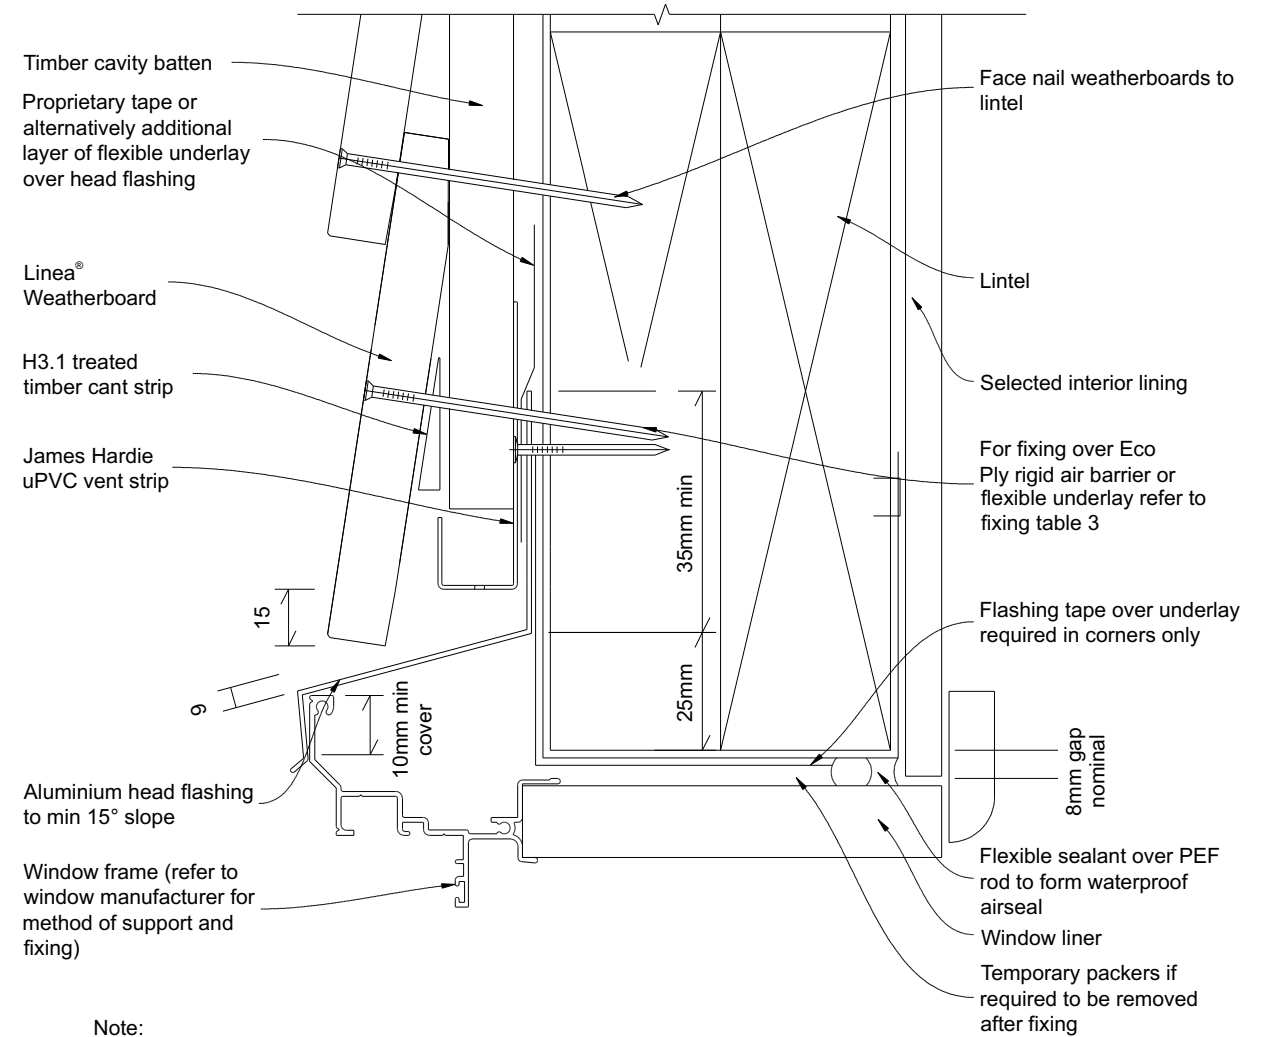 Timber cavity batten
Proprietary tape or
alternatively additional
layer of flexible underlay
over head flashing
Linea®
Weatherboard
H3.1 treated
timber cant strip
James Hardie
uPVC vent strip
15
9
10mm min
cover
Aluminium head flashing
to min 15° slope
Window frame (refer to
window manufacturer for
method of support and
fixing)
Note:
35mm min
25mm
Face nail weatherboards to
lintel
Lintel
Selected interior lining
For fixing over Eco
Ply rigid air barrier or
flexible underlay refer to
fixing table 3
Flashing tape over underlay
required in corners only
8mm gap
nominal
Flexible sealant over PEF
rod to form waterproof
airseal
Window liner
Temporary packers if
required to be removed
after fixing